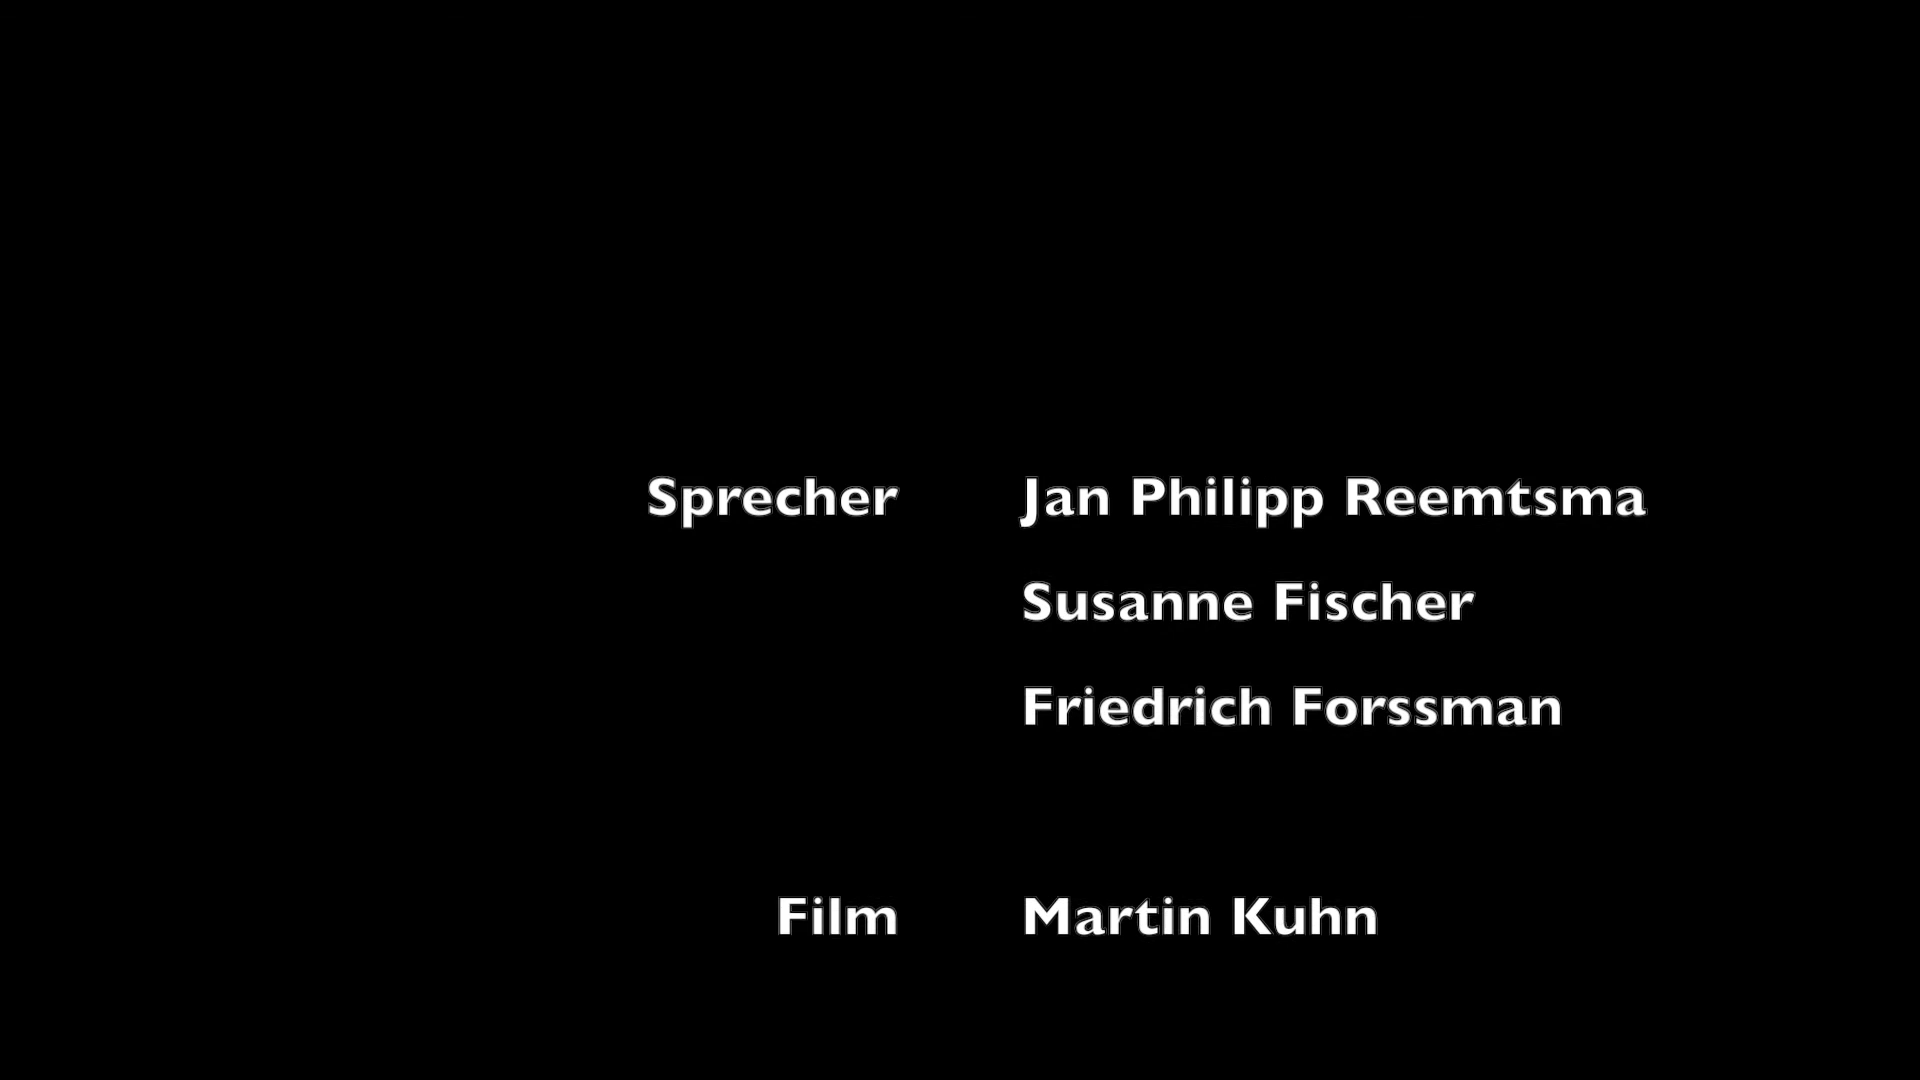 Sprecher Jan Philipp Reemtsma
Susanne Fischer
Friedrich Forssman
Film Martin Kuhn